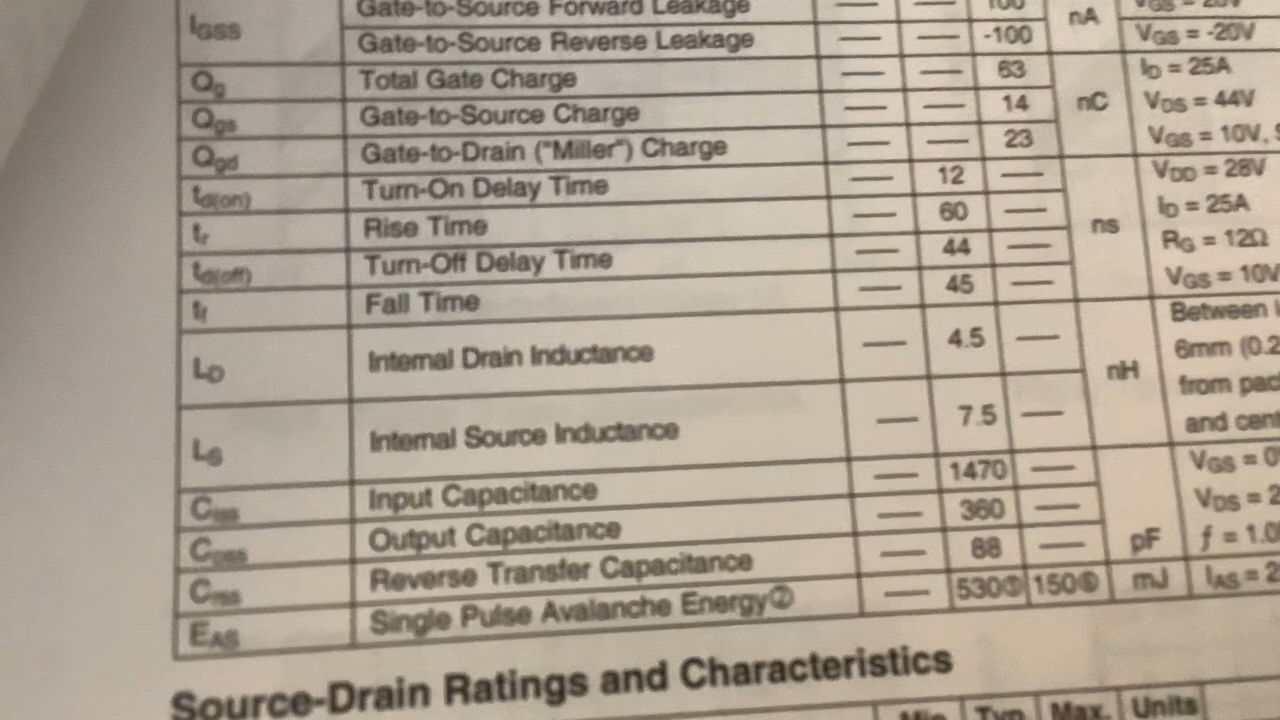 IGSS Gate-to-Source Forward Leakage — — 100 nA VGS = 20V
Gate-to-Source Reverse Leakage — — -100 VGS = -20V
Qg Total Gate Charge — — 63 ID = 25A
Qgs Gate-to-Source Charge — — 14 nC VDS = 44V
Qgd Gate-to-Drain ("Miller") Charge — — 23 VGS = 10V,
td(on) Turn-On Delay Time — 12 — VDD = 28V
tr Rise Time — 60 — ns ID = 25A
td(off) Turn-Off Delay Time — 44 — RG = 12Ω
tf Fall Time — 45 — VGS = 10V
LD Internal Drain Inductance — 4.5 — nH Between
6mm (0.2
from pac
LS Internal Source Inductance — 7.5 — and cent
Ciss Input Capacitance — 1470 — VGS = 0
Coss Output Capacitance — 360 — pF VDS = 2
Crss Reverse Transfer Capacitance — 88 — ƒ = 1.0
EAS Single Pulse Avalanche Energy② — 530⑤ 150⑥ mJ IAS = 2
Source-Drain Ratings and Characteristics
Min. Typ. Max. Units